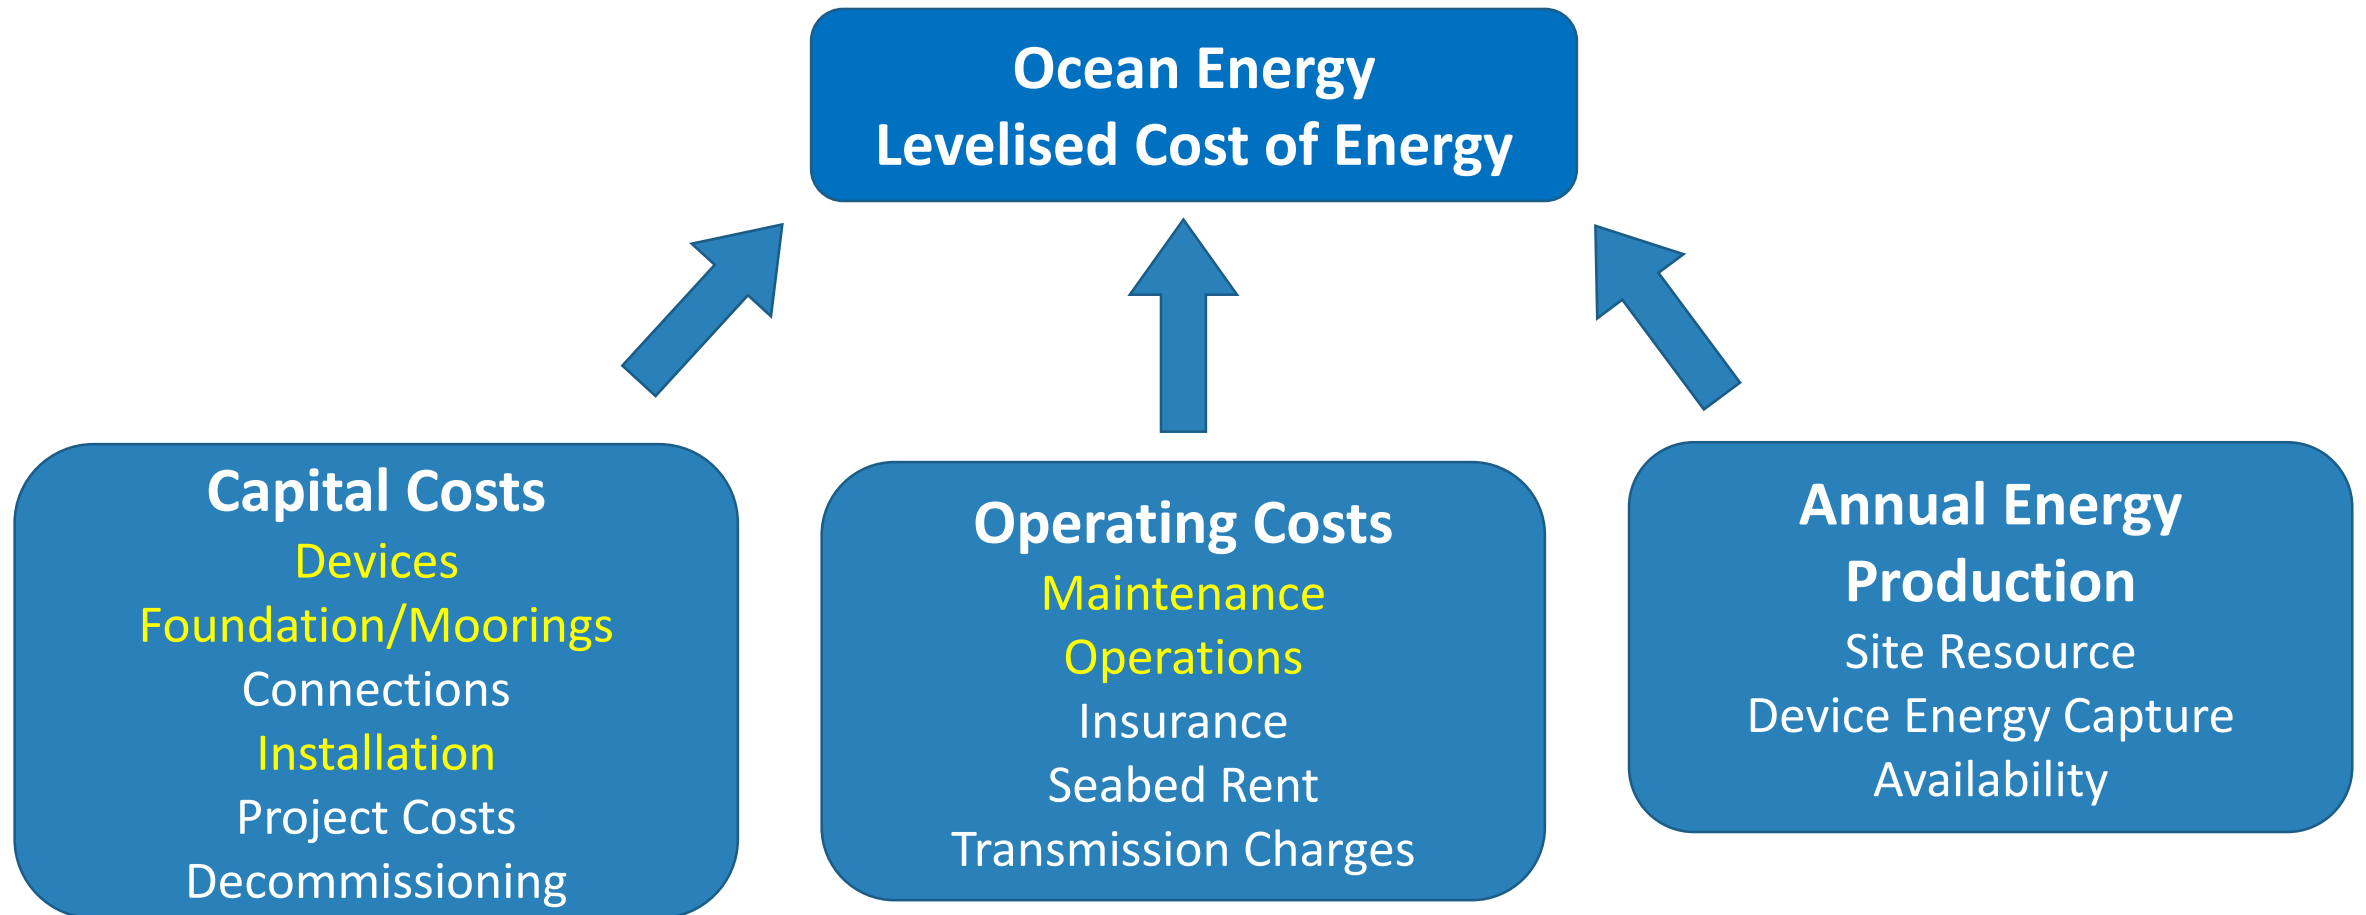 Ocean Energy
Levelised Cost of Energy
Capital Costs
Devices
Foundation/Moorings
Connections
Installation
Project Costs
Decommissioning
Operating Costs
Maintenance
Operations
Insurance
Seabed Rent
Transmission Charges
Annual Energy
Production
Site Resource
Device Energy Capture
Availability